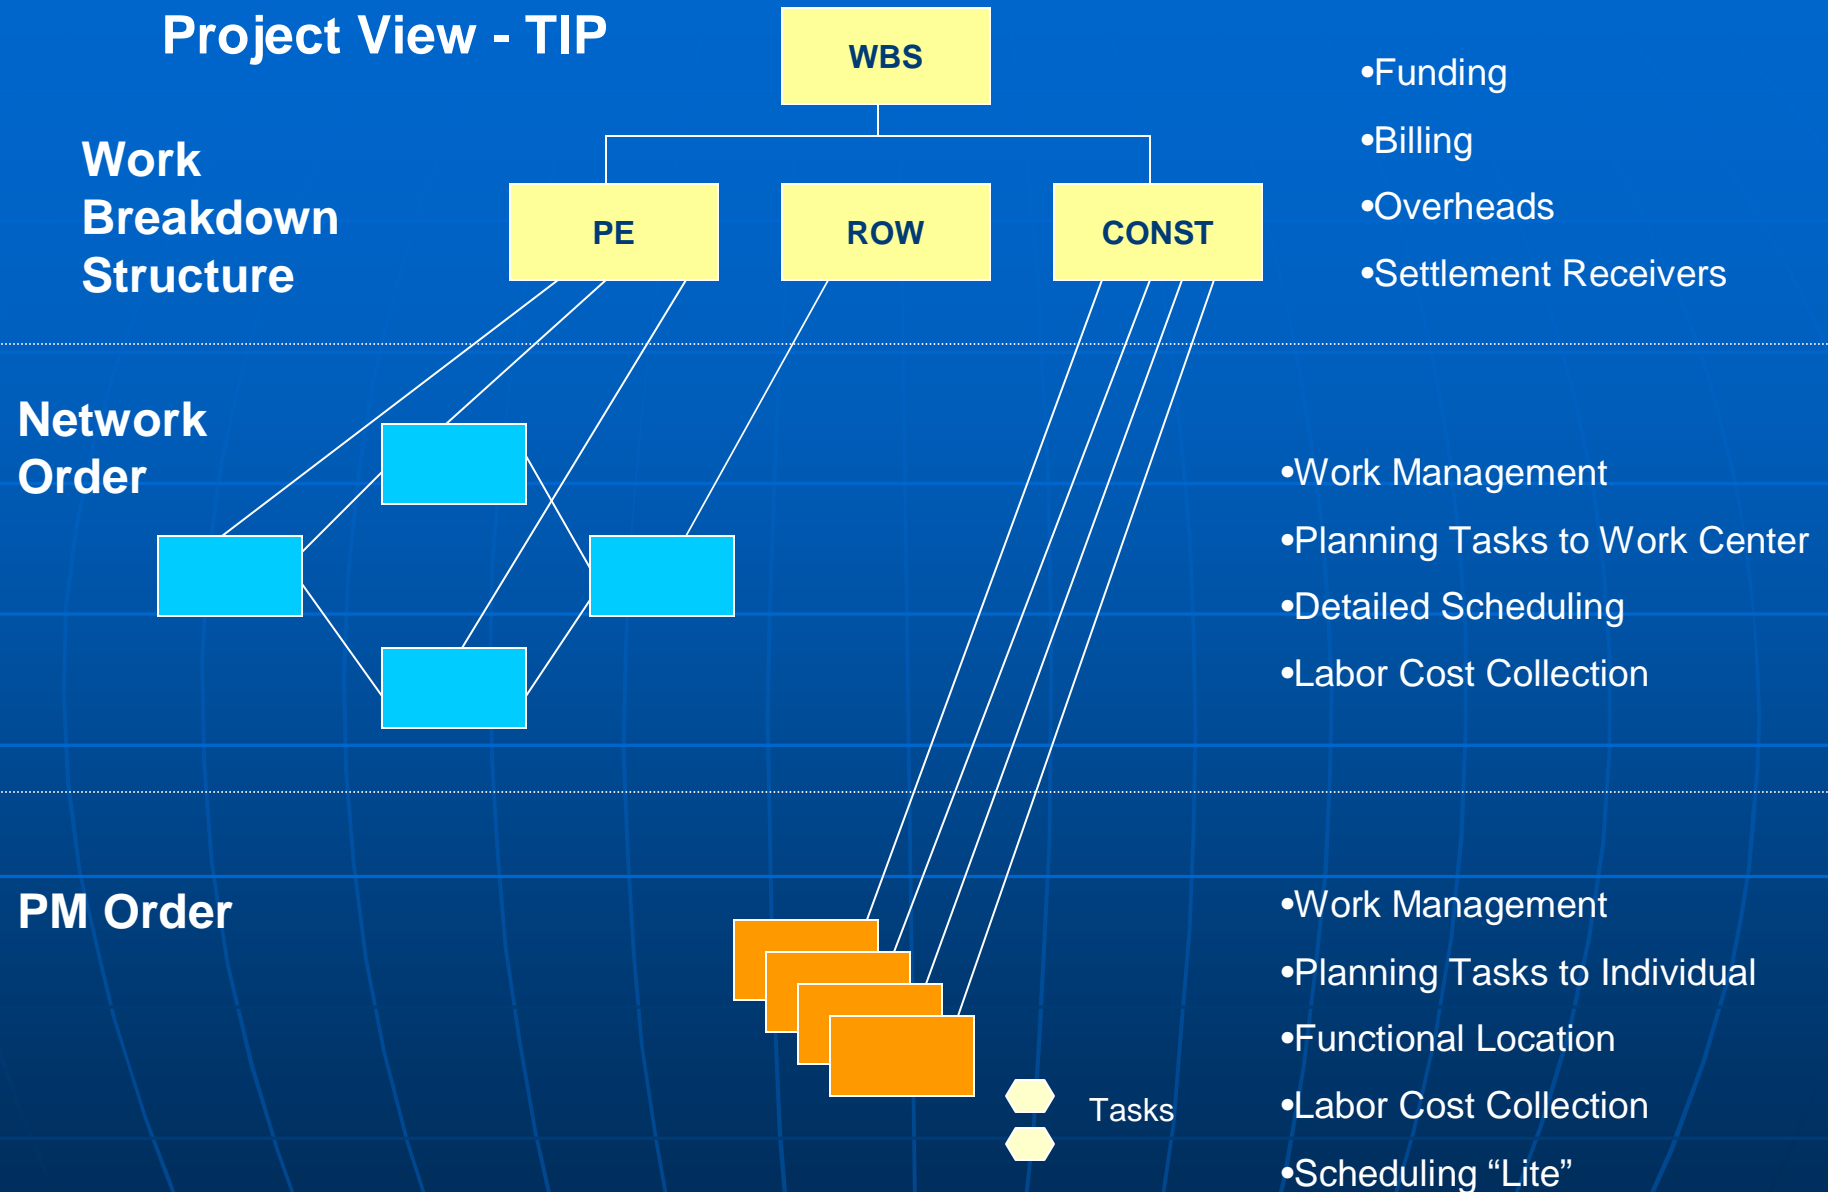 Project View - TIP
WBS
Work
Breakdown
Structure
PE
ROW
CONST
•Funding
•Billing
•Overheads
•Settlement Receivers
Network
Order
•Work Management
•Planning Tasks to Work Center
•Detailed Scheduling
•Labor Cost Collection
PM Order
Tasks
•Work Management
•Planning Tasks to Individual
•Functional Location
•Labor Cost Collection
•Scheduling “Lite”